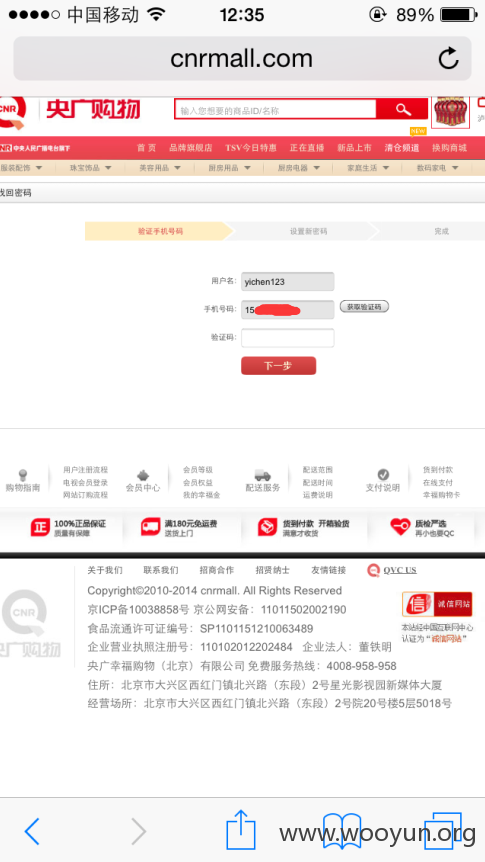 中国移动 12:35 89%
cnrmall.com
CNR 央广购物 输入您想要的商品ID/名称
NEW
CNR 中央人民广播电台旗下 首 页 品牌旗舰店 TSV今日特惠 正在直播 新品上市 清仓频道 换购商城
服装配饰 珠宝饰品 美容用品 厨房用品 厨房电器 家庭生活 数码家电
找回密码
验证手机号码 设置新密码 完成
用户名: yichen123
手机号码: 15 获取验证码
验证码:
下一步
购物指南
用户注册流程
电视会员登录
网站订购流程
会员中心
会员等级
会员权益
我的幸福金
配送服务
配送范围
配送时间
运费说明
支付说明
货到付款
在线支付
幸福购物卡
正 100%正品保证
质量有保障
满180元免运费
送货上门
货到付款 开箱验货
满意才收货
质检严选
再小也要QC
关于我们 联系我们 招商合作 招贤纳士 友情链接 QVC US
CNR
央广购物
Copyright©2010-2014 cnrmall. All Rights Reserved
京ICP备10038858号 京公网安备：11011502002190
食品流通许可证编号：SP1101151210063489
企业营业执照注册号：110102012202484 企业法人：董铁明
央广幸福购物（北京）有限公司 免费服务热线：4008-958-958
住所：北京市大兴区西红门镇北兴路（东段）2号星光影视园新媒体大厦
经营场所：北京市大兴区西红门镇北兴路（东段）2号院20号楼5层5018号
信 诚信网站
本站经中国互联网中心
认证为“诚信网站”
www.wooyun.org